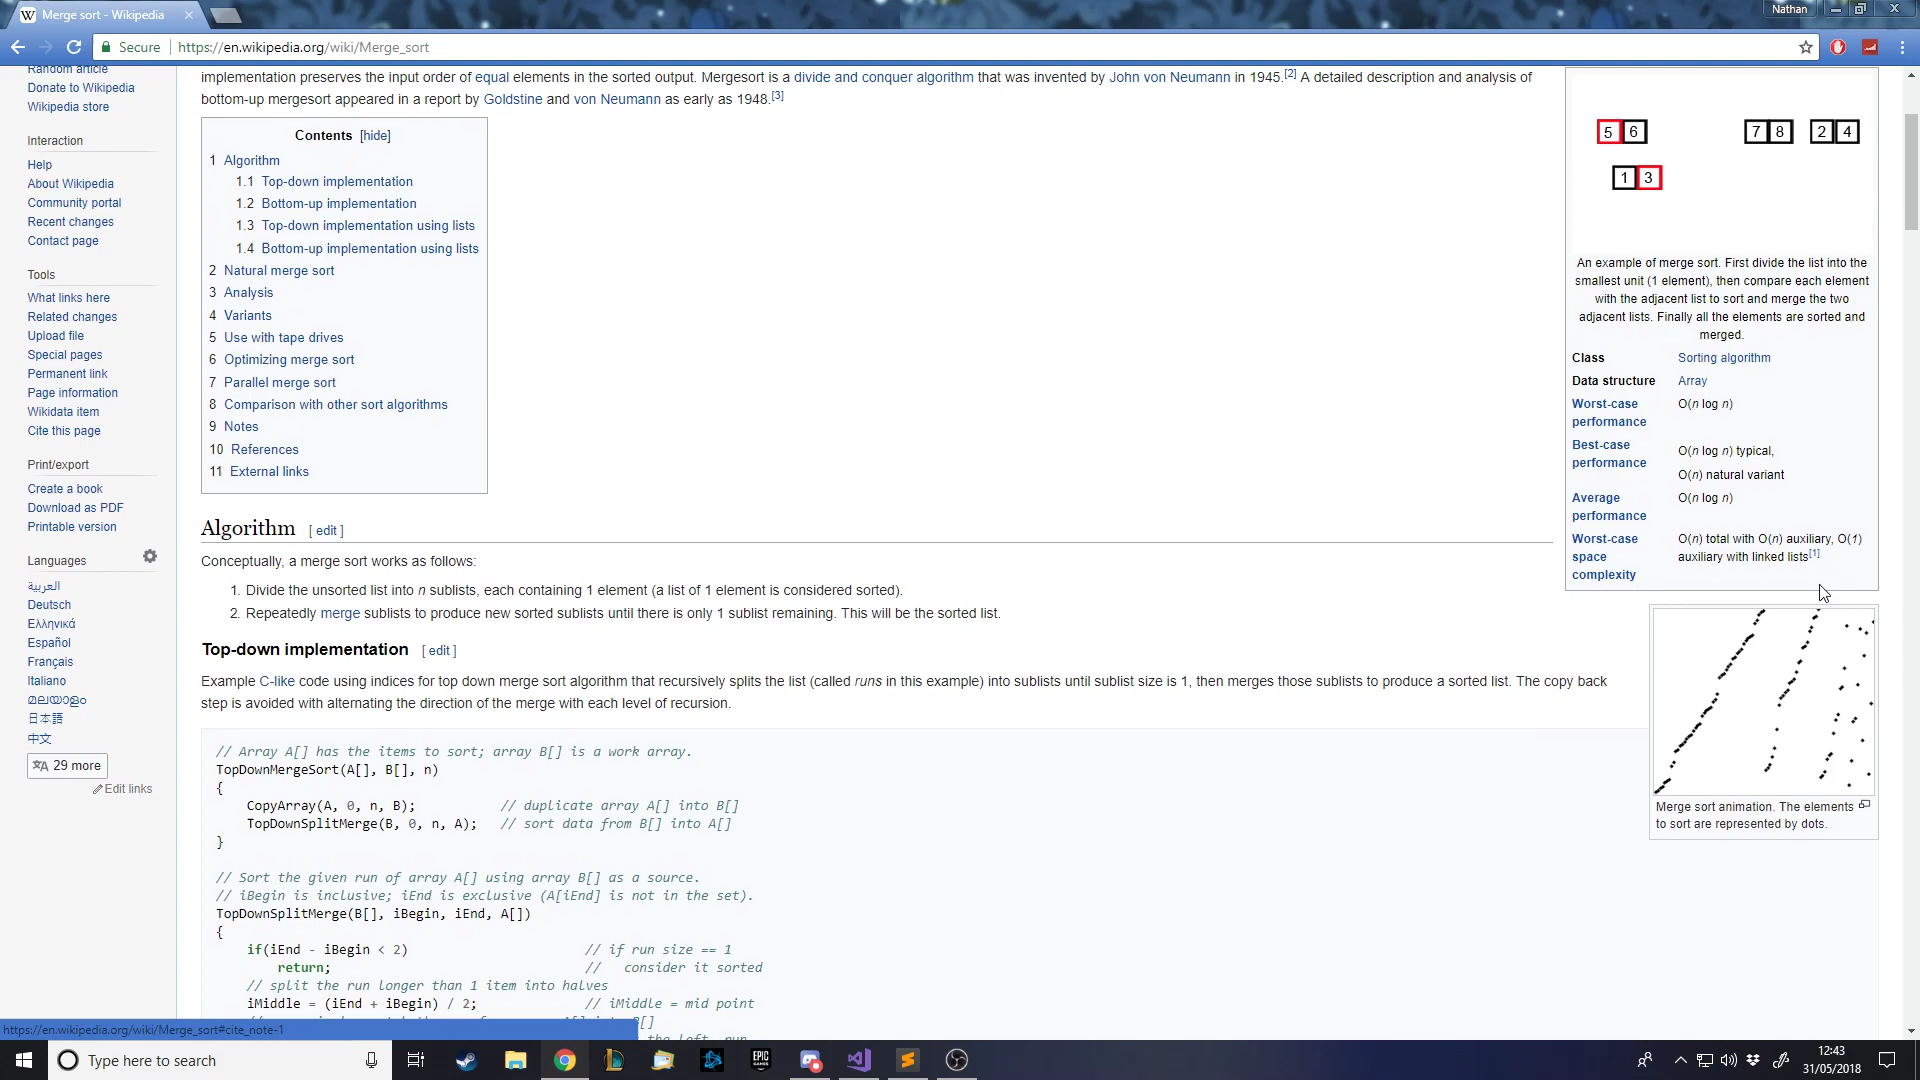 Merge sort - Wikipedia
Nathan
Secure
https://en.wikipedia.org/wiki/Merge_sort
Random article
Donate to Wikipedia
Wikipedia store
Interaction
Help
About Wikipedia
Community portal
Recent changes
Contact page
Tools
What links here
Related changes
Upload file
Special pages
Permanent link
Page information
Wikidata item
Cite this page
Print/export
Create a book
Download as PDF
Printable version
Languages
العربية
Deutsch
Ελληνικά
Español
Français
Italiano
മലയാളം
日本語
中文
29 more
Edit links
implementation preserves the input order of equal elements in the sorted output. Mergesort is a divide and conquer algorithm that was invented by John von Neumann in 1945.[2] A detailed description and analysis of
bottom-up mergesort appeared in a report by Goldstine and von Neumann as early as 1948.[3]
Contents [hide]
1 Algorithm
1.1 Top-down implementation
1.2 Bottom-up implementation
1.3 Top-down implementation using lists
1.4 Bottom-up implementation using lists
2 Natural merge sort
3 Analysis
4 Variants
5 Use with tape drives
6 Optimizing merge sort
7 Parallel merge sort
8 Comparison with other sort algorithms
9 Notes
10 References
11 External links
Algorithm [ edit ]
Conceptually, a merge sort works as follows:
1. Divide the unsorted list into n sublists, each containing 1 element (a list of 1 element is considered sorted).
2. Repeatedly merge sublists to produce new sorted sublists until there is only 1 sublist remaining. This will be the sorted list.
Top-down implementation [ edit ]
Example C-like code using indices for top down merge sort algorithm that recursively splits the list (called runs in this example) into sublists until sublist size is 1, then merges those sublists to produce a sorted list. The copy back
step is avoided with alternating the direction of the merge with each level of recursion.
// Array A[] has the items to sort; array B[] is a work array.
TopDownMergeSort(A[], B[], n)
{
CopyArray(A, 0, n, B); // duplicate array A[] into B[]
TopDownSplitMerge(B, 0, n, A); // sort data from B[] into A[]
}
// Sort the given run of array A[] using array B[] as a source.
// iBegin is inclusive; iEnd is exclusive (A[iEnd] is not in the set).
TopDownSplitMerge(B[], iBegin, iEnd, A[])
{
if(iEnd - iBegin < 2) // if run size == 1
return; // consider it sorted
// split the run longer than 1 item into halves
iMiddle = (iEnd + iBegin) / 2; // iMiddle = mid point
5 6 7 8 2 4
1 3
An example of merge sort. First divide the list into the
smallest unit (1 element), then compare each element
with the adjacent list to sort and merge the two
adjacent lists. Finally all the elements are sorted and
merged.
Class Sorting algorithm
Data structure Array
Worst-case performance O(n log n)
Best-case performance O(n log n) typical,
O(n) natural variant
Average performance O(n log n)
Worst-case space complexity O(n) total with O(n) auxiliary, O(1)
auxiliary with linked lists[1]
Merge sort animation. The elements
to sort are represented by dots.
https://en.wikipedia.org/wiki/Merge_sort#cite_note-1
Type here to search
EPIC GAMES
12:43
31/05/2018